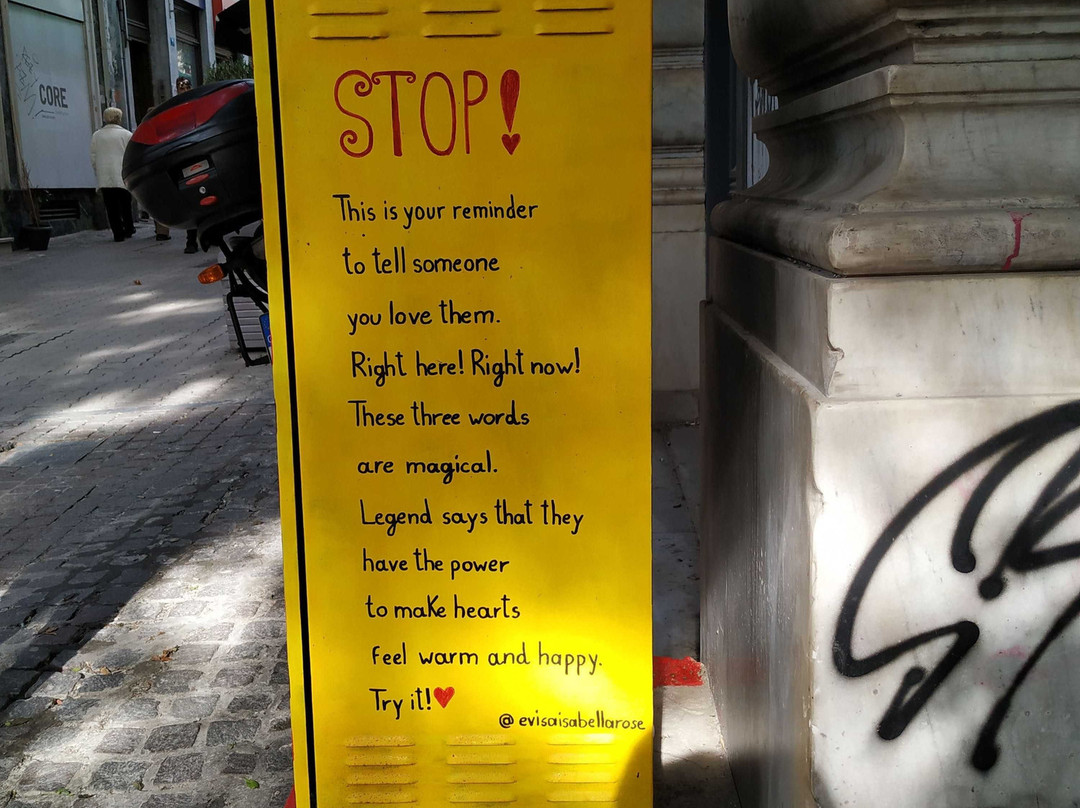 CORE
STOP!
This is your reminder
to tell someone
you love them.
Right here! Right now!
These three words
are magical.
Legend says that they
have the power
to make hearts
feel warm and happy.
Try it!❤
@evisaisabellarose